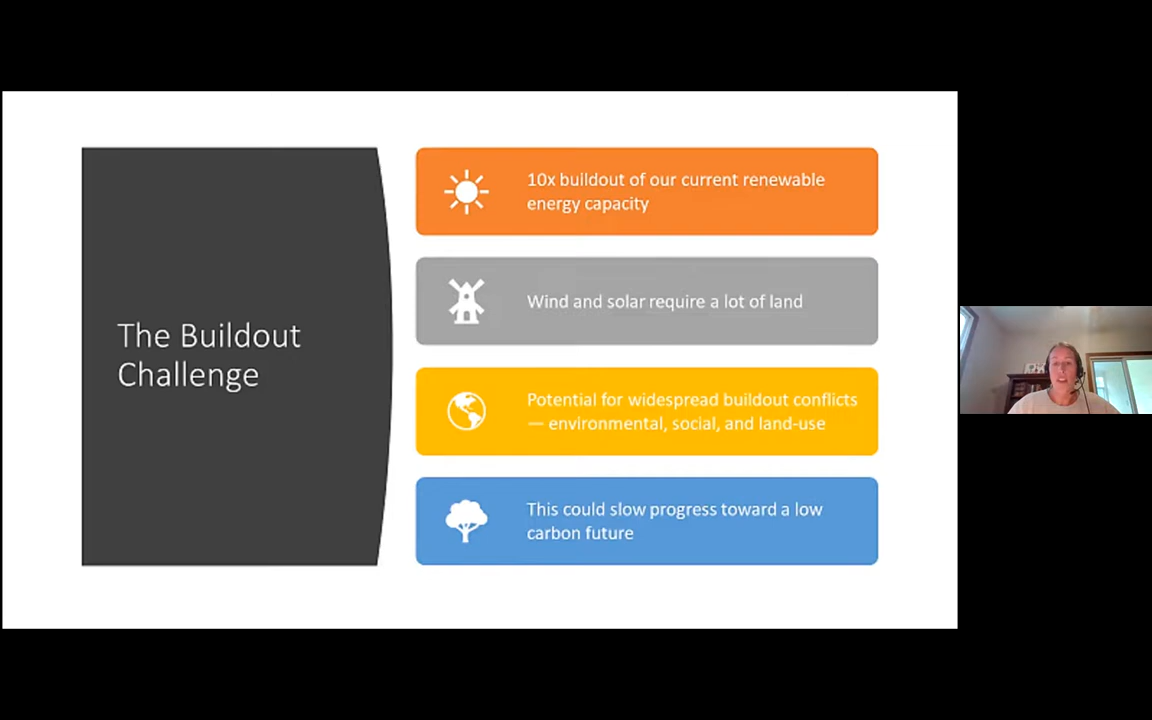 The Buildout
Challenge
10x buildout of our current renewable
energy capacity
Wind and solar require a lot of land
Potential for widespread buildout conflicts
— environmental, social, and land-use
This could slow progress toward a low
carbon future